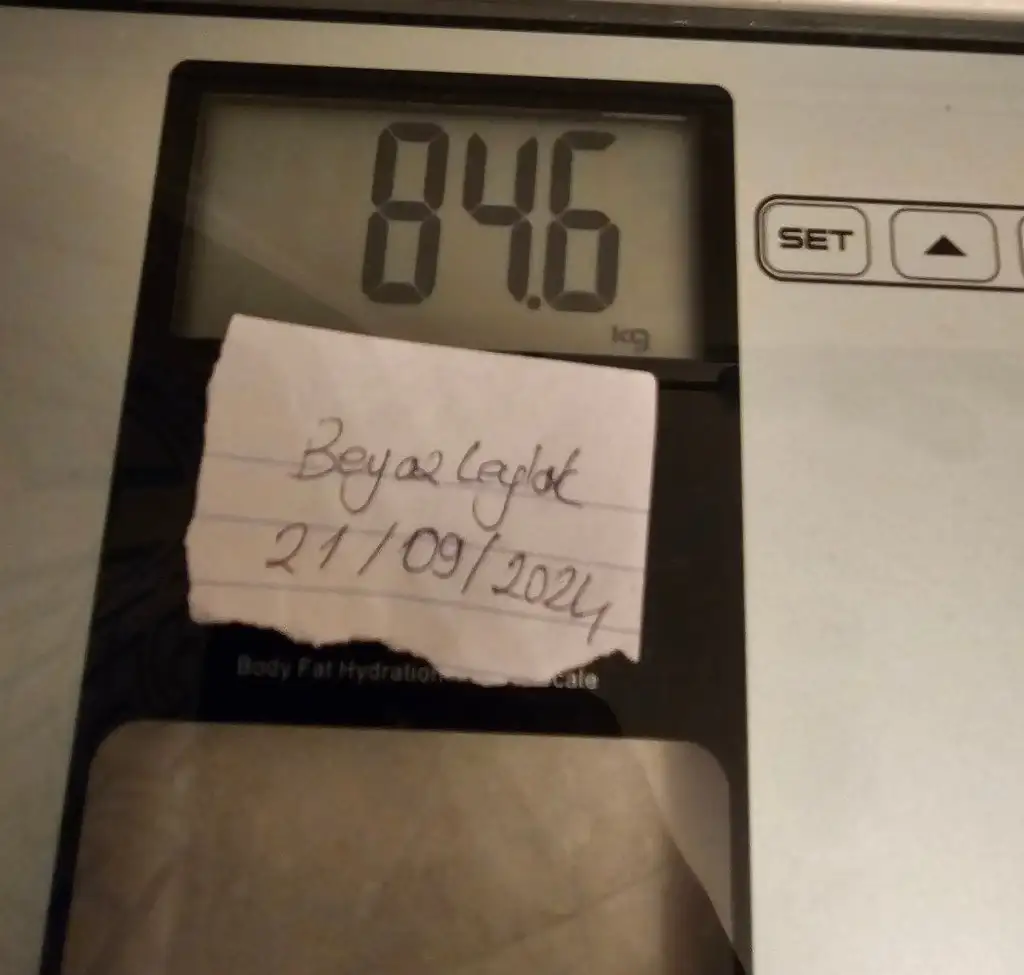 84.6
kg
SET ▲
Beyaz Leylak
21/09/2024
Body Fat Hydration